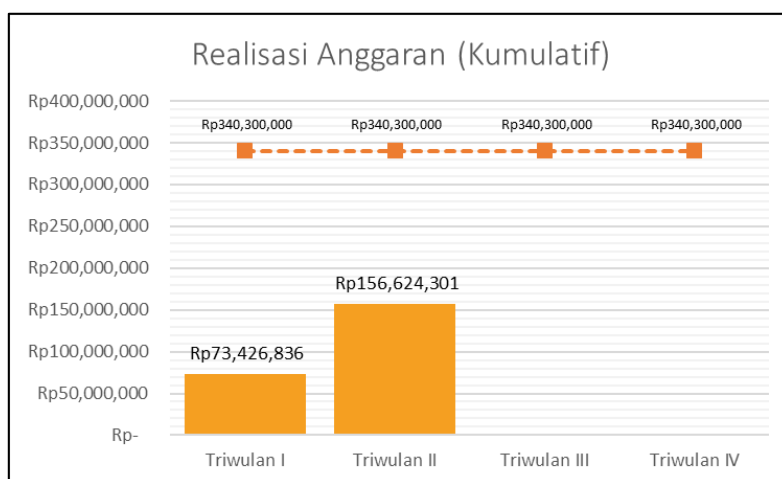 Realisasi Anggaran (Kumulatif)
Rp400,000,000
Rp340,300,000 Rp340,300,000 Rp340,300,000 Rp340,300,000
Rp350,000,000
Rp300,000,000
Rp250,000,000
Rp200,000,000
Rp156,624,301
Rp150,000,000
Rp73,426,836
Rp100,000,000
Rp50,000,000
Rp-
Triwulan I Triwulan II Triwulan III Triwulan IV